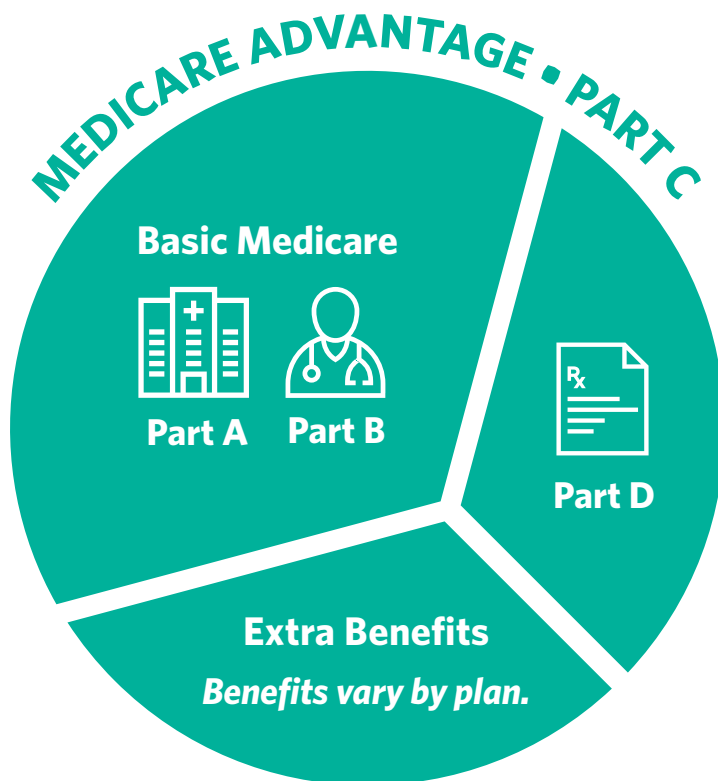 MEDICARE ADVANTAGE • PART C
Basic Medicare
Part A
Part B
Rx
Part D
Extra Benefits
Benefits vary by plan.